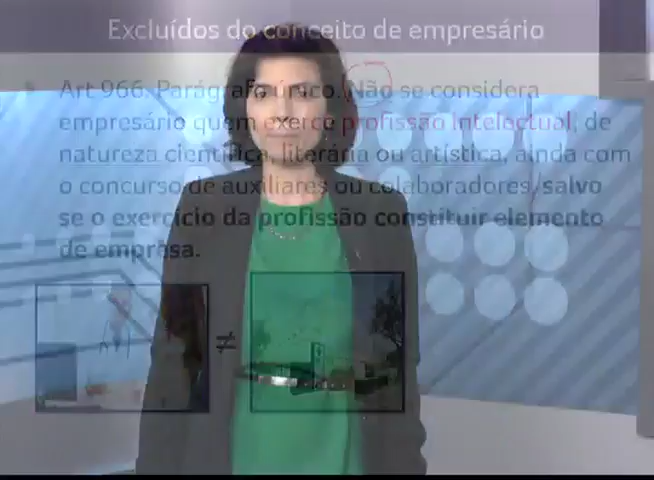 Excluídos do conceito de empresário
Art 966. Parágrafo único. Não se considera
empresário quem exerce profissão intelectual, de
natureza científica, literária ou artística, ainda com
o concurso de auxiliares ou colaboradores, salvo
se o exercício da profissão constituir elemento
de empresa.
≠